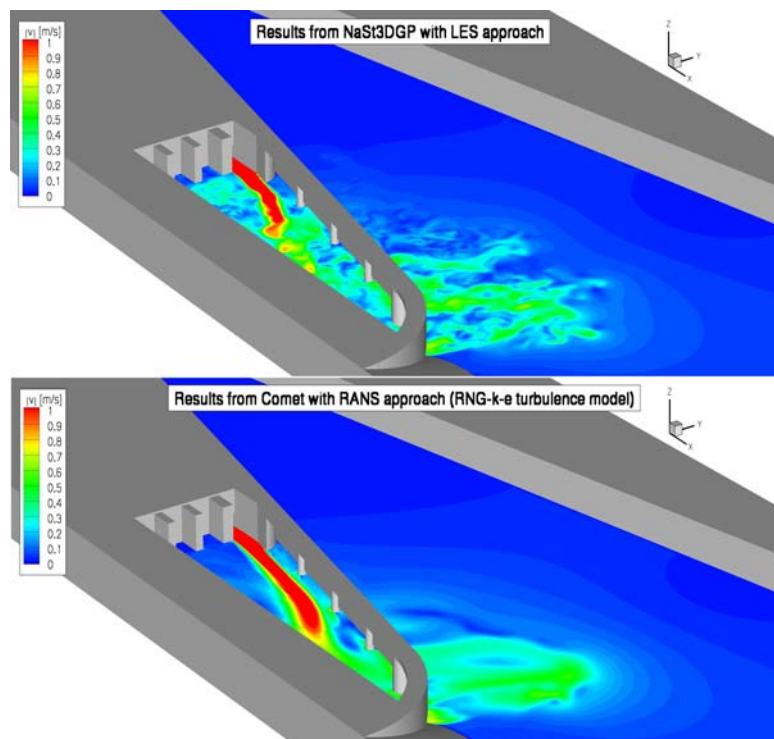 |v| [m/s]
1
0.9
0.8
0.7
0.6
0.5
0.4
0.3
0.2
0.1
0
Results from NaSt3DGP with LES approach
Z
Y
X
|v| [m/s]
1
0.9
0.8
0.7
0.6
0.5
0.4
0.3
0.2
0.1
0
Results from Comet with RANS approach (RNG-k-e turbulence model)
Z
Y
X